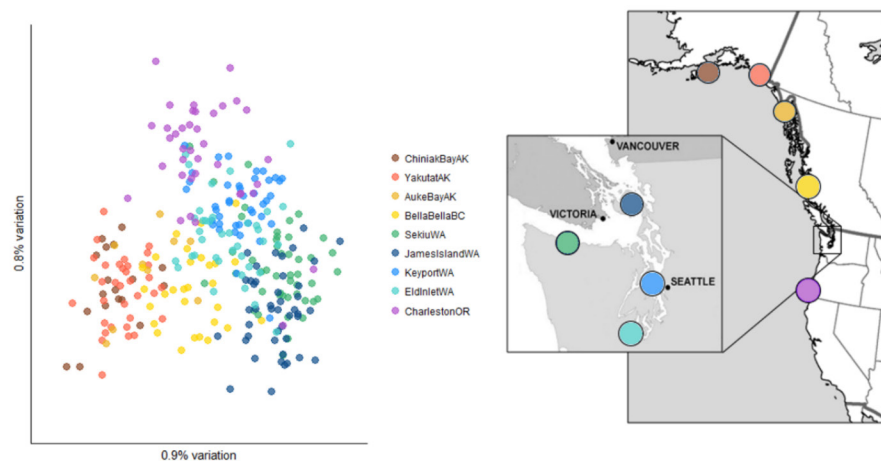 0.8% variation
0.9% variation
ChiniakBayAK
YakutatAK
AukeBayAK
BellaBellaBC
SekiuWA
JamesIslandWA
KeyportWA
EldInletWA
CharlestonOR
VANCOUVER
VICTORIA
SEATTLE